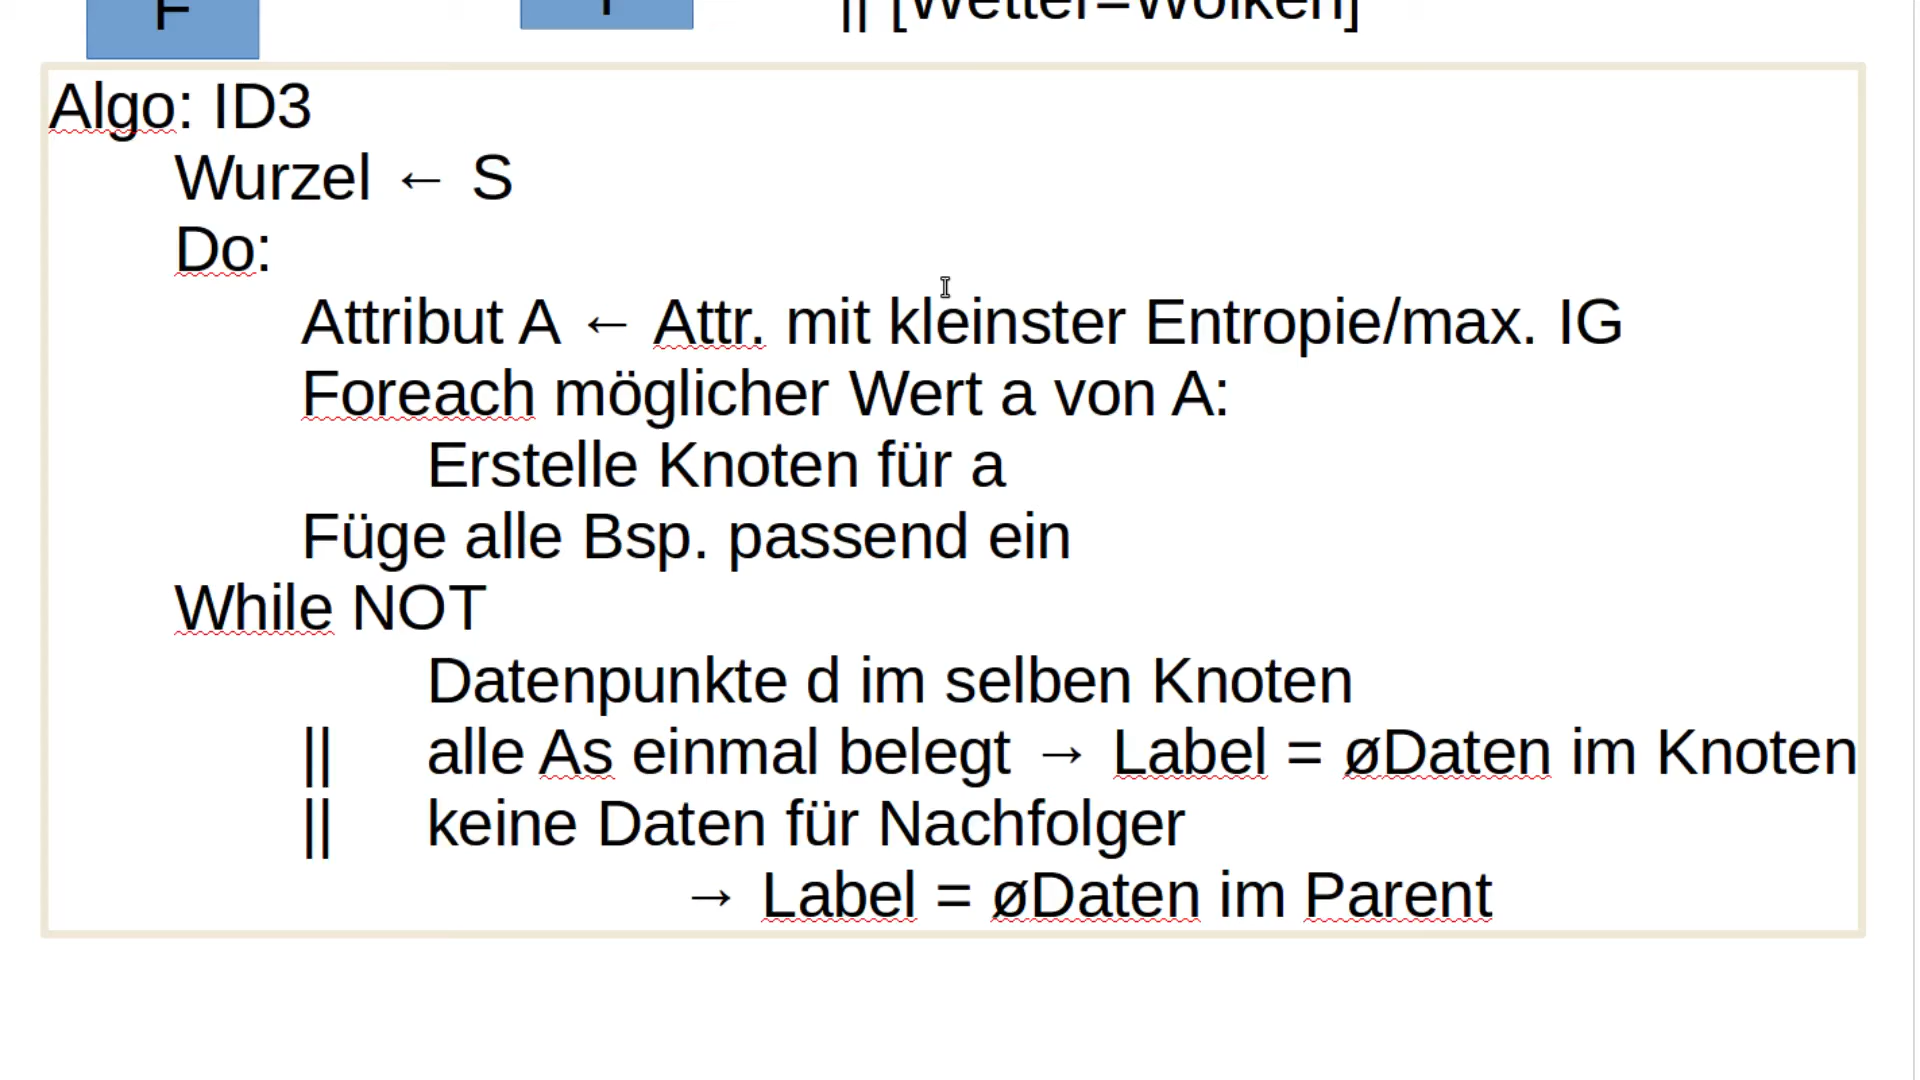 F
|| [Wetter=Wolken]
Algo: ID3
Wurzel ← S
Do:
Attribut A ← Attr. mit kleinster Entropie/max. IG
Foreach möglicher Wert a von A:
Erstelle Knoten für a
Füge alle Bsp. passend ein
While NOT
Datenpunkte d im selben Knoten
|| alle As einmal belegt → Label = øDaten im Knoten
|| keine Daten für Nachfolger
→ Label = øDaten im Parent